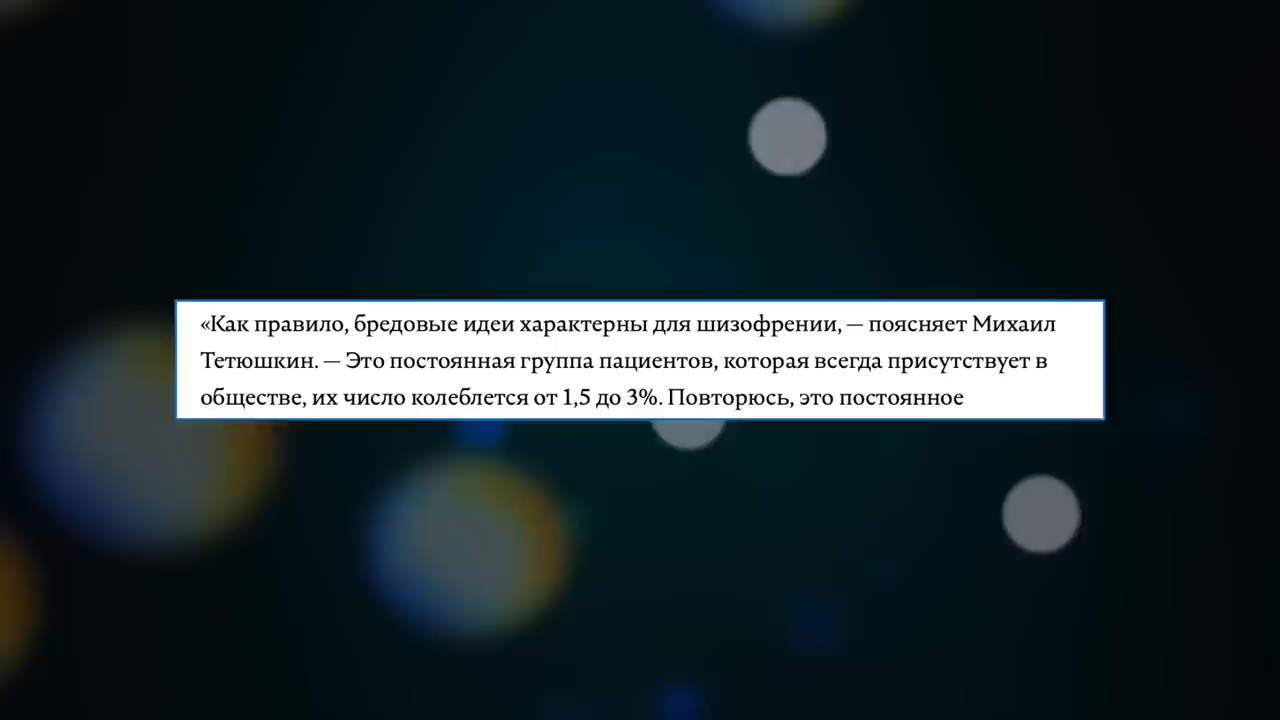 «Как правило, бредовые идеи характерны для шизофрении, — поясняет Михаил
Тетюшкин. — Это постоянная группа пациентов, которая всегда присутствует в
обществе, их число колеблется от 1,5 до 3%. Повторюсь, это постоянное